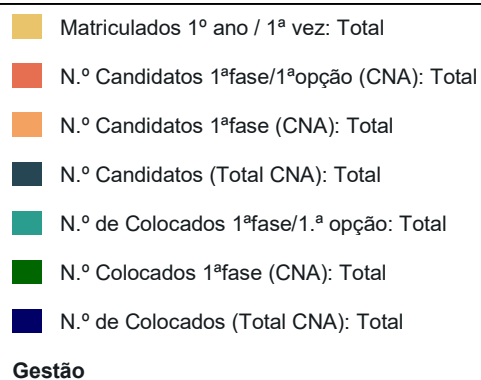 Matriculados 1º ano / 1ª vez: Total
N.º Candidatos 1ªfase/1ªopção (CNA): Total
N.º Candidatos 1ªfase (CNA): Total
N.º Candidatos (Total CNA): Total
N.º de Colocados 1ªfase/1.ª opção: Total
N.º Colocados 1ªfase (CNA): Total
N.º de Colocados (Total CNA): Total
Gestão